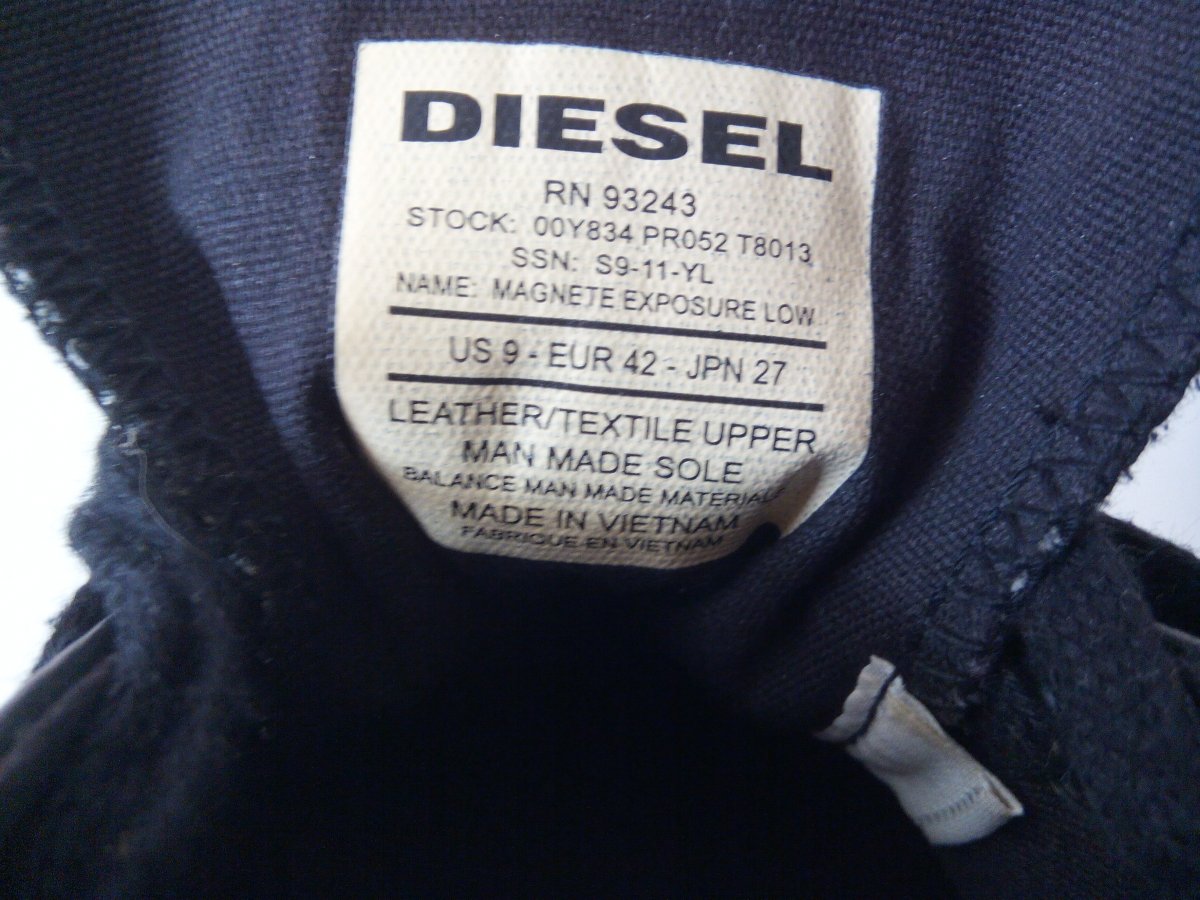 DIESEL
RN 93243
STOCK: 00Y834 PR052 T8013
SSN: S9-11-YL
NAME: MAGNETE EXPOSURE LOW
US 9 - EUR 42 - JPN 27
LEATHER/TEXTILE UPPER
MAN MADE SOLE
BALANCE MAN MADE MATERIALS
MADE IN VIETNAM
FABRIQUE EN VIETNAM